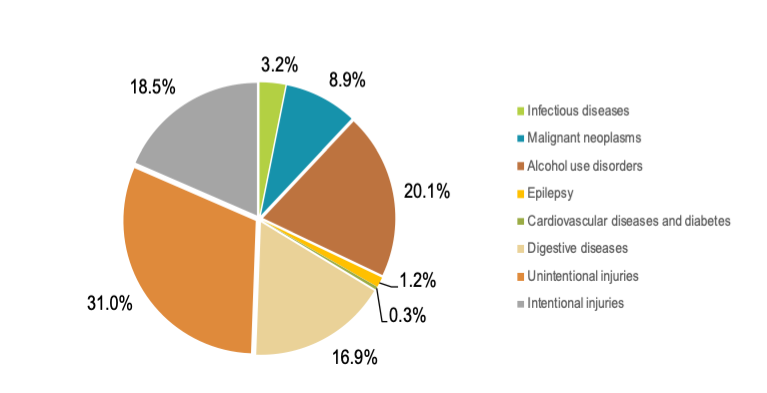 3.2%
8.9%
18.5%
20.1%
1.2%
0.3%
31.0%
16.9%
Infectious diseases
Malignant neoplasms
Alcohol use disorders
Epilepsy
Cardiovascular diseases and diabetes
Digestive diseases
Unintentional injuries
Intentional injuries